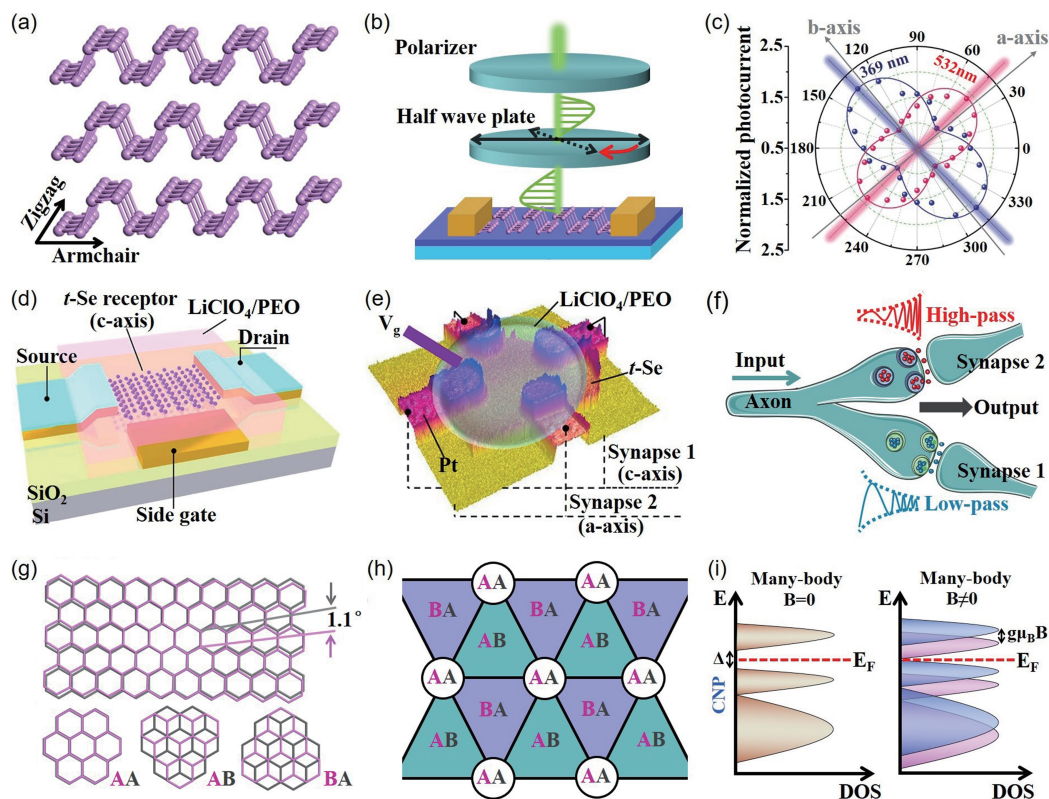 (a)
Zigzag
Armchair
(b)
Polarizer
Half wave plate
(c)
b-axis
a-axis
369 nm
532nm
Normalized photocurrent
2.5
1.5
0.5
1.5
2.5
90
60
30
0
330
300
270
240
210
180
150
120
(d)
t-Se receptor
(c-axis)
LiClO₄/PEO
Source
Drain
SiO₂
Si
Side gate
(e)
LiClO₄/PEO
Vg
t-Se
Pt
Synapse 1
(c-axis)
Synapse 2
(a-axis)
(f)
High-pass
Input
Synapse 2
Axon
Output
Synapse 1
Low-pass
(g)
1.1°
AA
AB
BA
(h)
AA
AA
BA
BA
AB
AB
AA
AA
AA
BA
BA
AB
AB
AB
AA
AA
(i)
Many-body
B=0
E
Δ
CNP
E_F
DOS
Many-body
B≠0
E
gμ_BB
E_F
DOS